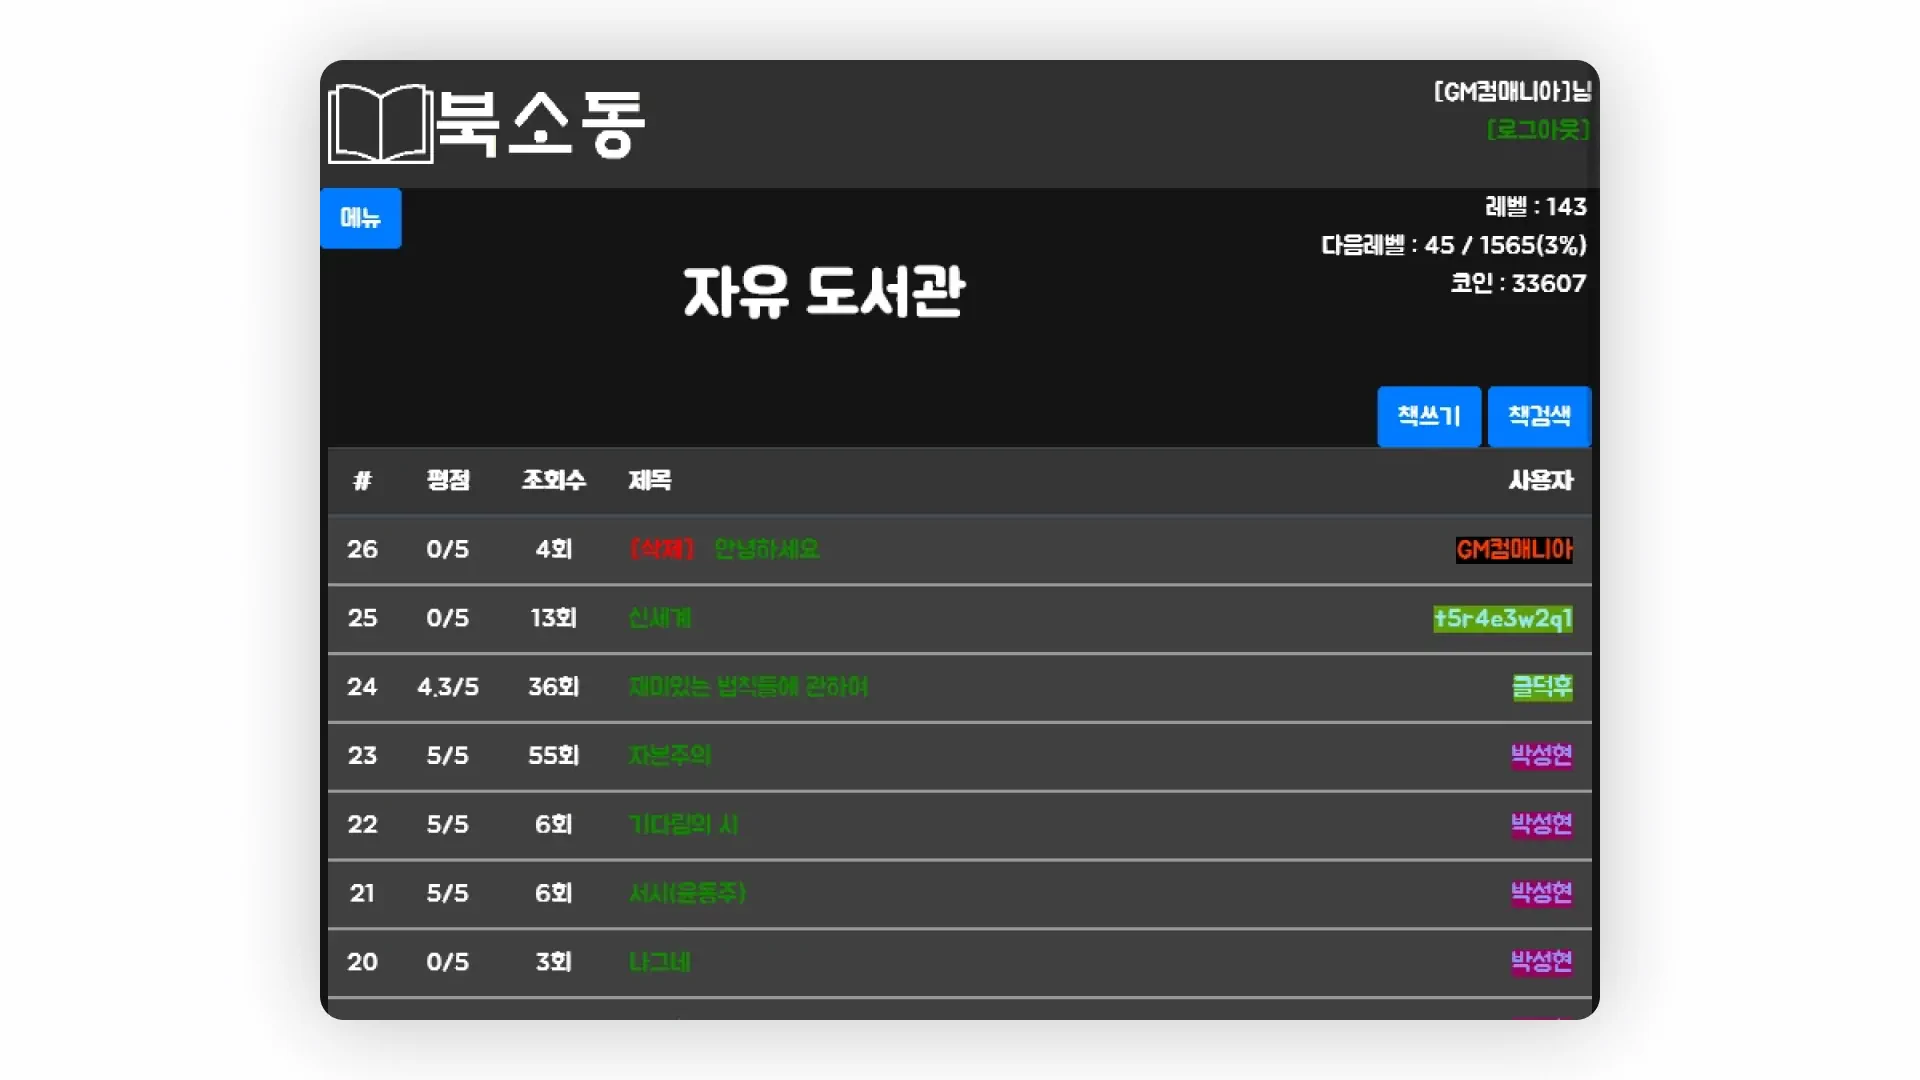 북소동
[GM컴매니아]님
[로그아웃]
메뉴
레벨 : 143
다음레벨 : 45 / 1565(3%)
코인 : 33607
자유 도서관
책쓰기 책검색
# 평점 조회수 제목 사용자
26 0/5 4회 [삭제] 안녕하세요 GM컴매니아
25 0/5 13회 신세계 t5r4e3w2q1
24 4.3/5 36회 재미있는 법칙들에 관하여 글덕후
23 5/5 55회 자본주의 박성현
22 5/5 6회 기다림의 시 박성현
21 5/5 6회 서시(윤동주) 박성현
20 0/5 3회 나그네 박성현